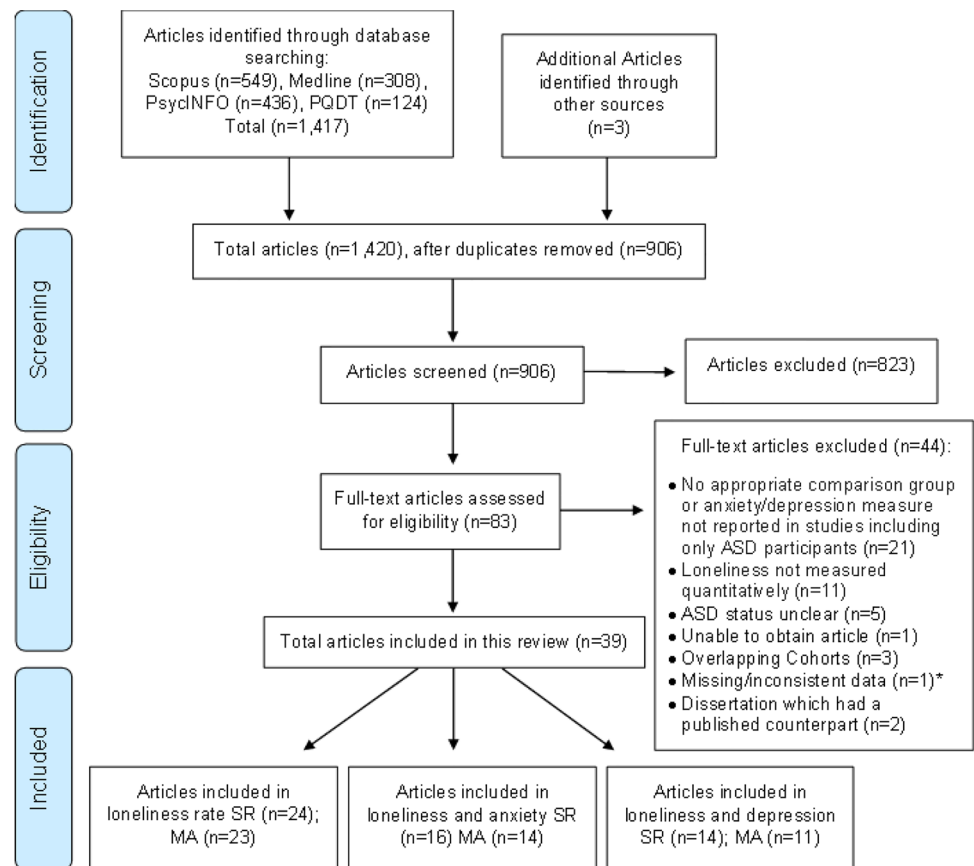 Identification
Articles identified through database
searching:
Scopus (n=549), Medline (n=308),
PsycINFO (n=436), PQDT (n=124)
Total (n=1,417)
Additional Articles
identified through
other sources
(n=3)
Screening
Total articles (n=1,420), after duplicates removed (n=906)
Articles screened (n=906)
Articles excluded (n=823)
Eligibility
Full-text articles assessed
for eligibility (n=83)
Full-text articles excluded (n=44):
• No appropriate comparison group
or anxiety/depression measure
not reported in studies including
only ASD participants (n=21)
• Loneliness not measured
quantitatively (n=11)
• ASD status unclear (n=5)
• Unable to obtain article (n=1)
• Overlapping Cohorts (n=3)
• Missing/inconsistent data (n=1)*
• Dissertation which had a
published counterpart (n=2)
Total articles included in this review (n=39)
Included
Articles included in
loneliness rate SR (n=24);
MA (n=23)
Articles included in
loneliness and anxiety SR
(n=16) MA (n=14)
Articles included in
loneliness and depression
SR (n=14); MA (n=11)